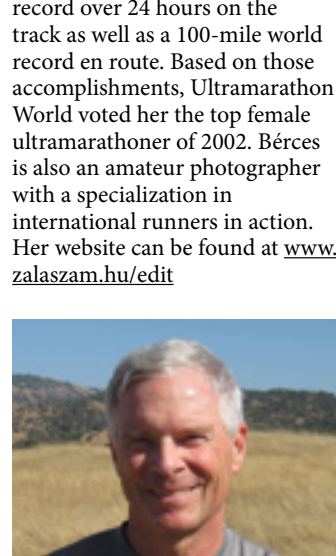 record over 24 hours on the
track as well as a 100-mile world
record en route. Based on those
accomplishments, Ultramarathon
World voted her the top female
ultramarathoner of 2002. Bérces
is also an amateur photographer
with a specialization in
international runners in action.
Her website can be found at www.
zalaszam.hu/edit